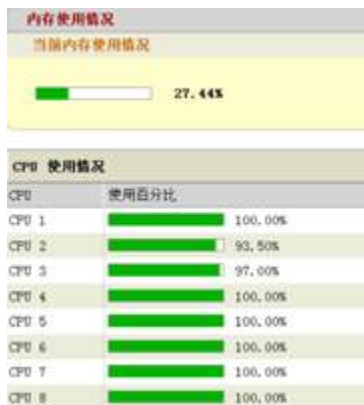 内存使用情况
当前内存使用情况
27.44%
CPU 使用情况
CPU 使用百分比
CPU 1 100.00%
CPU 2 93.50%
CPU 3 97.00%
CPU 4 100.00%
CPU 5 100.00%
CPU 6 100.00%
CPU 7 100.00%
CPU 8 100.00%